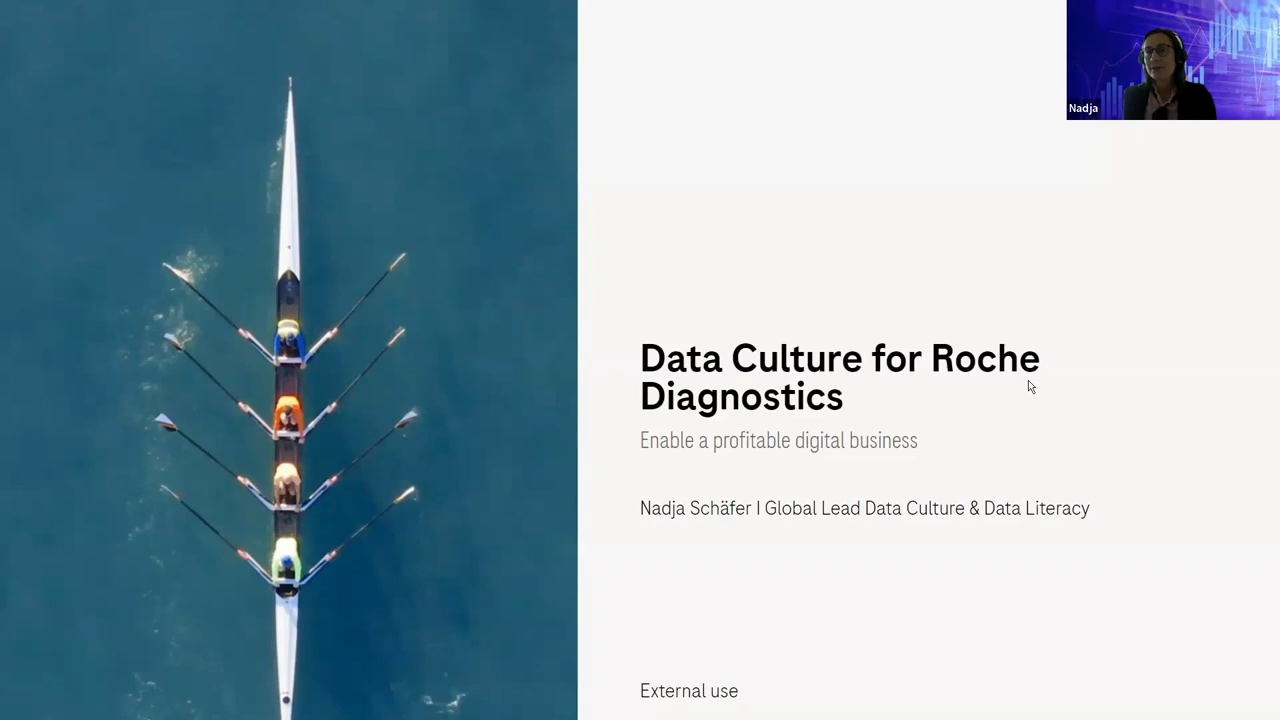 Nadja
Data Culture for Roche
Diagnostics
Enable a profitable digital business
Nadja Schäfer I Global Lead Data Culture & Data Literacy
External use